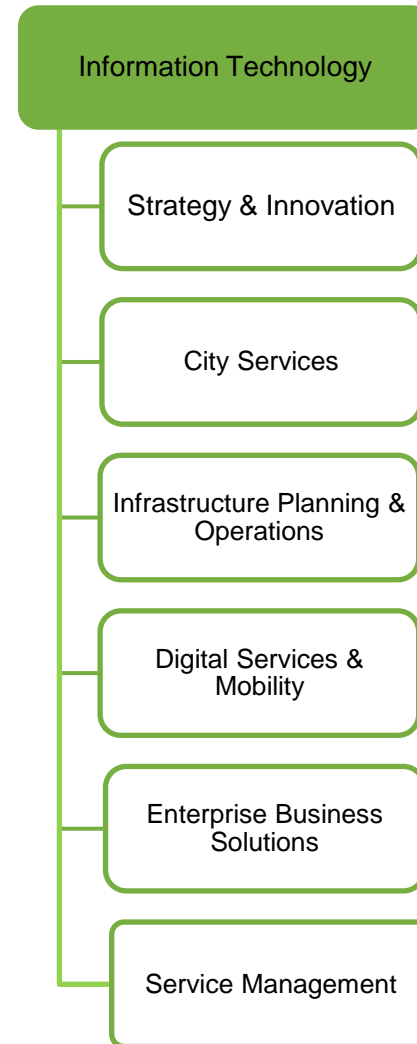 Information Technology
Strategy & Innovation
City Services
Infrastructure Planning &
Operations
Digital Services &
Mobility
Enterprise Business
Solutions
Service Management